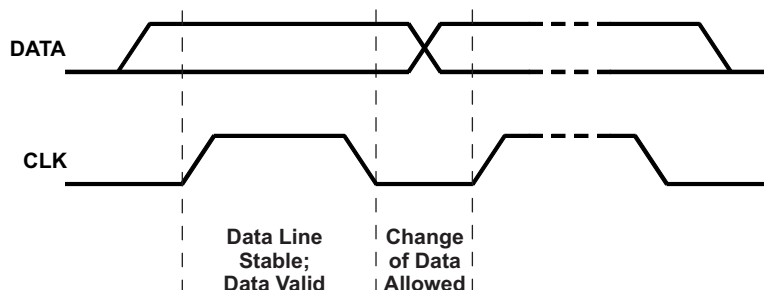 DATA
CLK
Data Line
Stable;
Data Valid
Change
of Data
Allowed